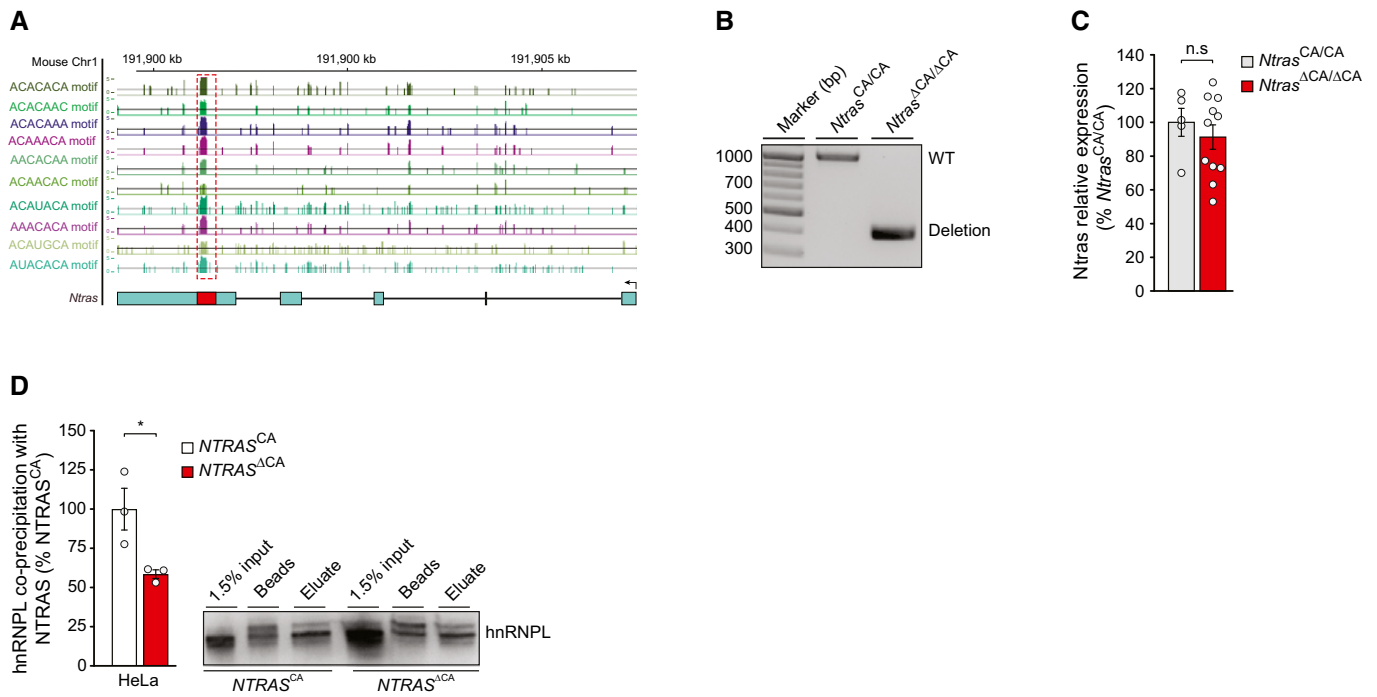 A
Mouse Chr1
191,900 kb
191,900 kb
191,905 kb
ACACACA motif
ACACAAC motif
ACACAAA motif
ACAAACA motif
AACACAA motif
ACAACAC motif
ACAUACA motif
AAACACA motif
ACAUGCA motif
AUACACA motif
Ntras
B
Marker (bp)
Ntras^CA/CA
Ntras^ΔCA/ΔCA
1000
700
500
400
300
WT
Deletion
C
Ntras relative expression
(% Ntras^CA/CA)
140
120
100
80
60
40
20
0
n.s
Ntras^CA/CA
Ntras^ΔCA/ΔCA
D
hnRNPL co-precipitation with
NTRAS (% NTRAS^CA)
150
125
100
75
50
25
0
*
HeLa
NTRAS^CA
NTRAS^ΔCA
1.5% input
Beads
Eluate
1.5% input
Beads
Eluate
hnRNPL
NTRAS^CA
NTRAS^ΔCA